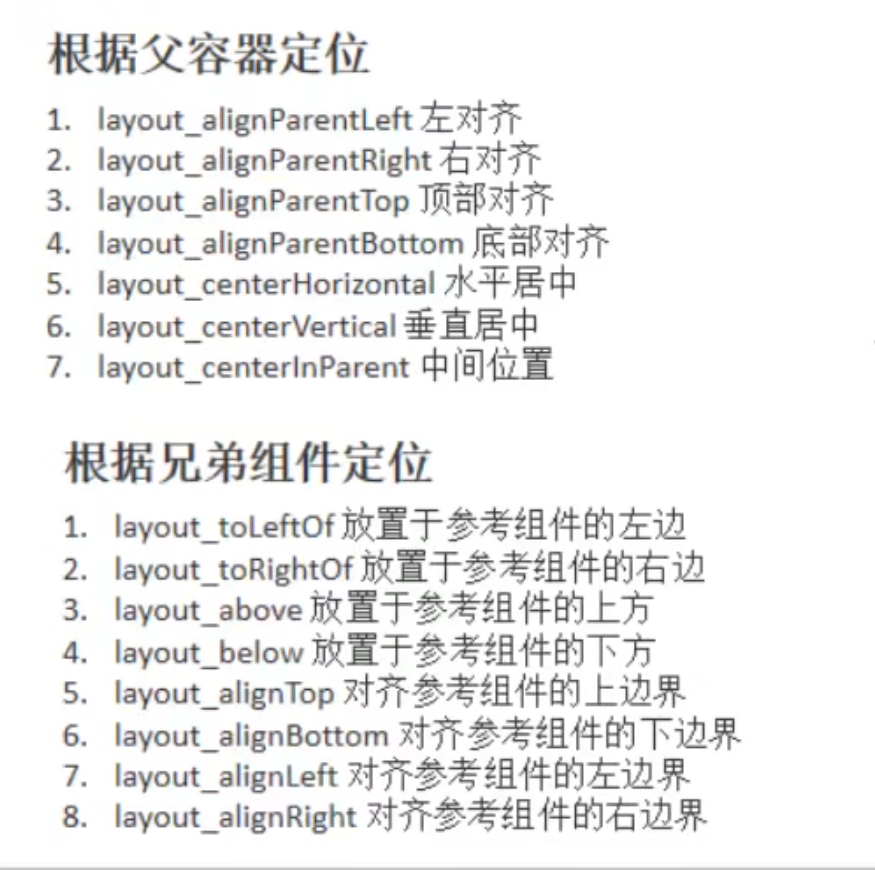 根据父容器定位
1. layout_alignParentLeft 左对齐
2. layout_alignParentRight 右对齐
3. layout_alignParentTop 顶部对齐
4. layout_alignParentBottom 底部对齐
5. layout_centerHorizontal 水平居中
6. layout_centerVertical 垂直居中
7. layout_centerInParent 中间位置
根据兄弟组件定位
1. layout_toLeftOf 放置于参考组件的左边
2. layout_toRightOf 放置于参考组件的右边
3. layout_above 放置于参考组件的上方
4. layout_below 放置于参考组件的下方
5. layout_alignTop 对齐参考组件的上边界
6. layout_alignBottom 对齐参考组件的下边界
7. layout_alignLeft 对齐参考组件的左边界
8. layout_alignRight 对齐参考组件的右边界